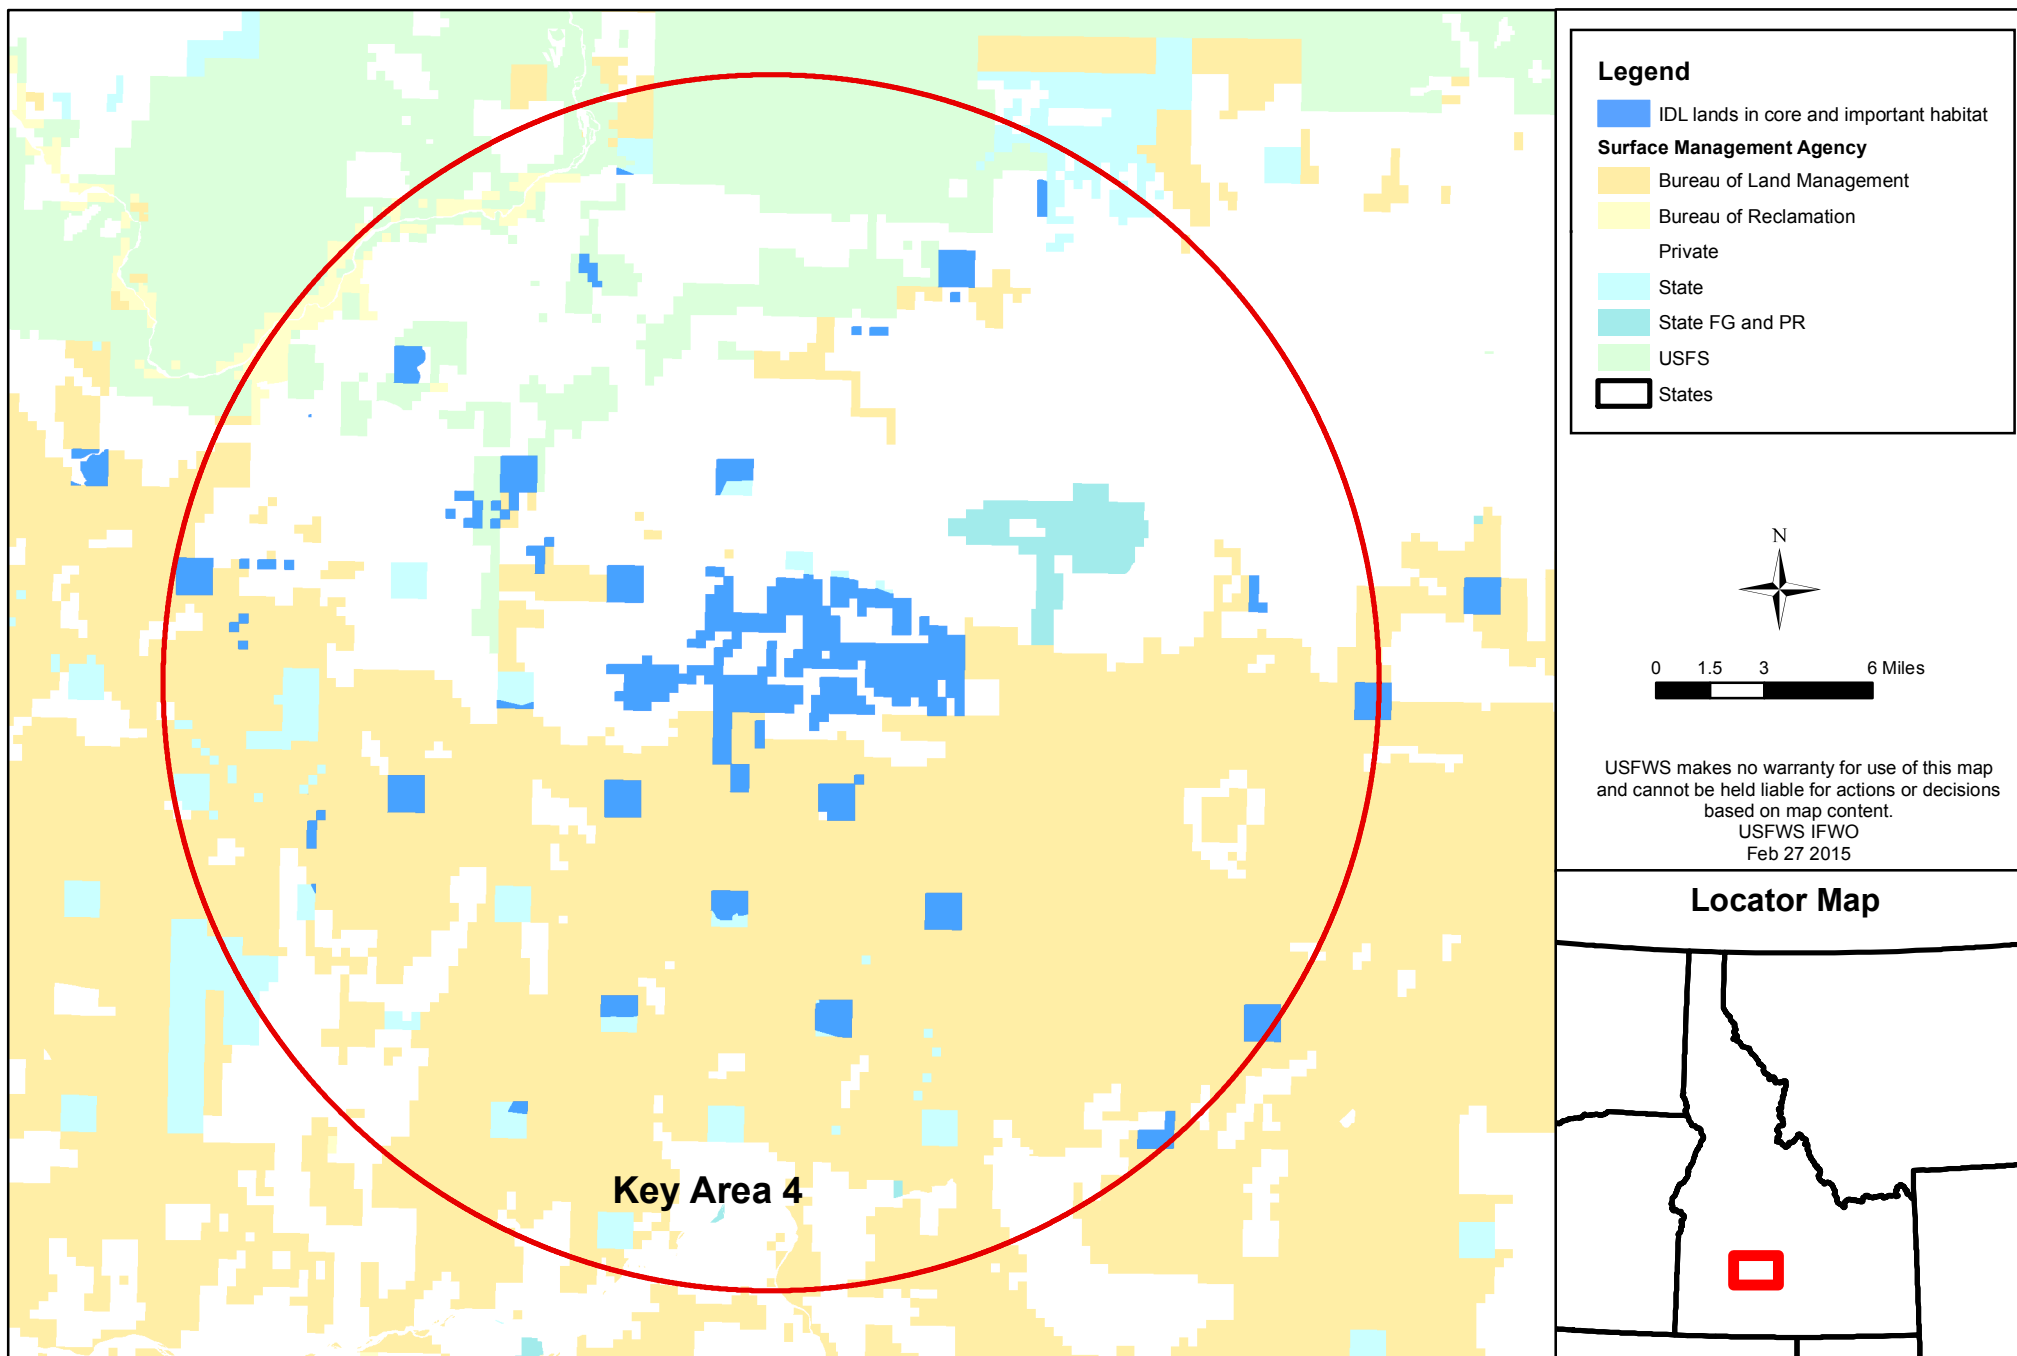 Key Area 4
Legend
IDL lands in core and important habitat
Surface Management Agency
Bureau of Land Management
Bureau of Reclamation
Private
State
State FG and PR
USFS
States
N
0 1.5 3 6 Miles
USFWS makes no warranty for use of this map
and cannot be held liable for actions or decisions
based on map content.
USFWS IFWO
Feb 27 2015
Locator Map